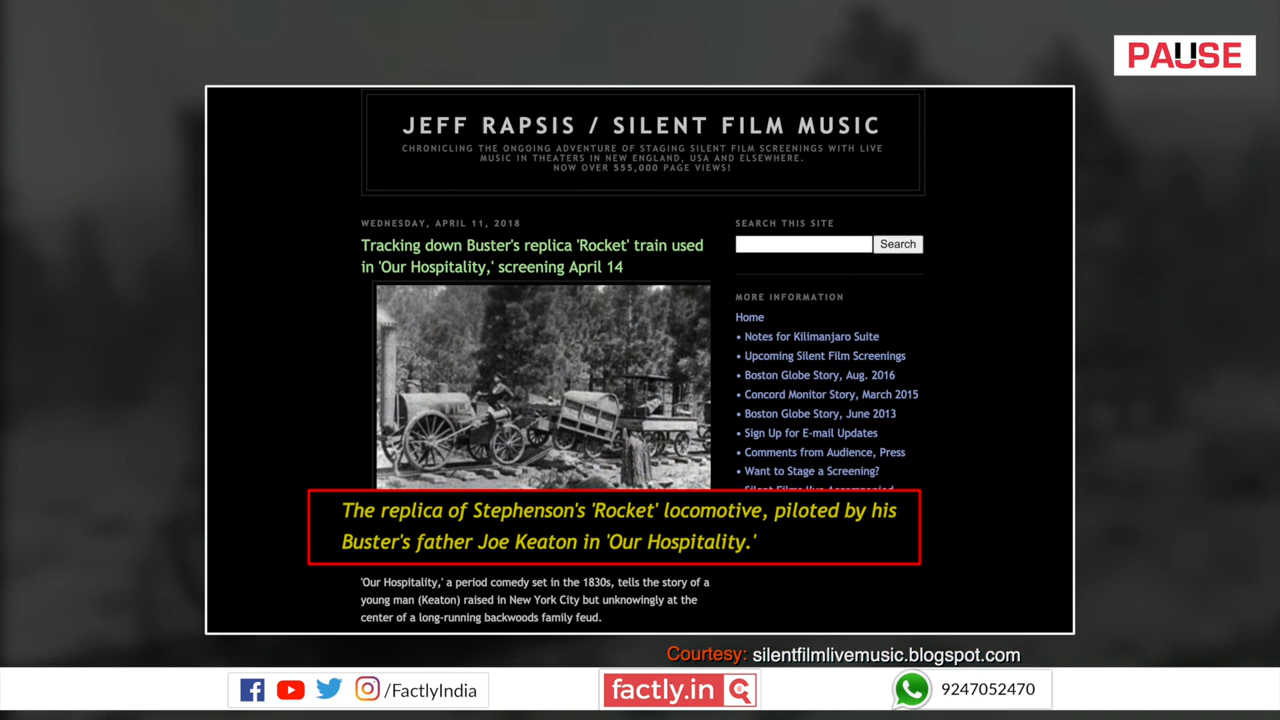 PAUSE
JEFF RAPSIS / SILENT FILM MUSIC
CHRONICLING THE ONGOING ADVENTURE OF STAGING SILENT FILM SCREENINGS WITH LIVE
MUSIC IN THEATERS IN NEW ENGLAND, USA AND ELSEWHERE.
NOW OVER 555,000 PAGE VIEWS!
WEDNESDAY, APRIL 11, 2018
Tracking down Buster's replica 'Rocket' train used
in 'Our Hospitality,' screening April 14
SEARCH THIS SITE
Search
MORE INFORMATION
Home
• Notes for Kilimanjaro Suite
• Upcoming Silent Film Screenings
• Boston Globe Story, Aug. 2016
• Concord Monitor Story, March 2015
• Boston Globe Story, June 2013
• Sign Up for E-mail Updates
• Comments from Audience, Press
• Want to Stage a Screening?
• Silent Films I've Accompanied
The replica of Stephenson's 'Rocket' locomotive, piloted by his
Buster's father Joe Keaton in 'Our Hospitality.'
'Our Hospitality,' a period comedy set in the 1830s, tells the story of a
young man (Keaton) raised in New York City but unknowingly at the
center of a long-running backwoods family feud.
Courtesy: silentfilmlivemusic.blogspot.com
/FactlyIndia
factly.in
9247052470